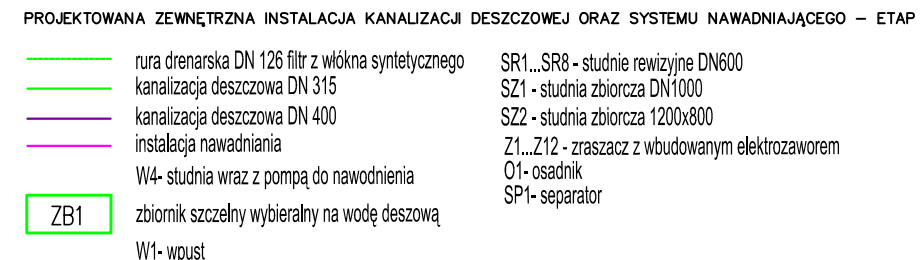 PROJEKTOWANA ZEWNĘTRZNA INSTALACJA KANALIZACJI DESZCZOWEJ ORAZ SYSTEMU NAWADNIAJĄCEGO – ETAP
rura drenarska DN 126 filtr z włókna syntetycznego
kanalizacja deszczowa DN 315
kanalizacja deszczowa DN 400
instalacja nawadniania
W4- studnia wraz z pompą do nawodnienia
ZB1 zbiornik szczelny wybieralny na wodę deszową
W1- wpust
SR1...SR8 - studnie rewizyjne DN600
SZ1 - studnia zbiorcza DN1000
SZ2 - studnia zbiorcza 1200x800
Z1...Z12 - zraszacz z wbudowanym elektrozaworem
O1- osadnik
SP1- separator